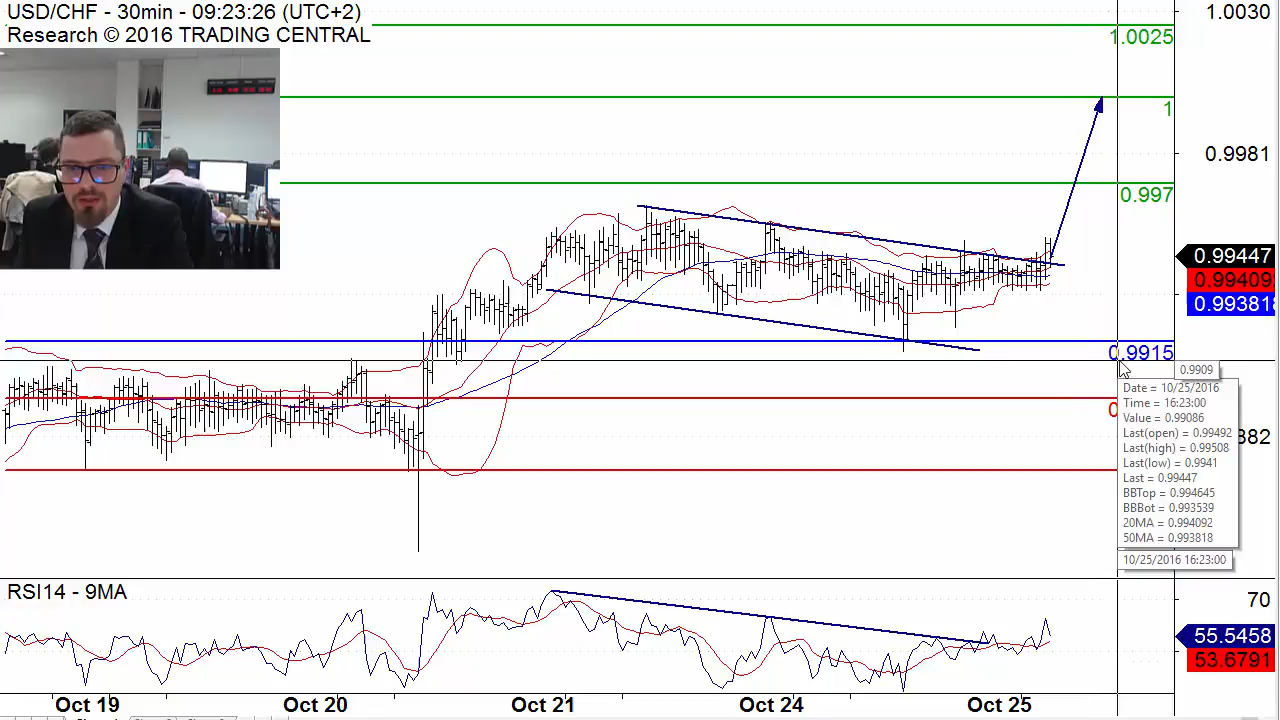 USD/CHF - 30min - 09:23:26 (UTC+2)
Research © 2016 TRADING CENTRAL
1.0030
1.0025
1
0.9981
0.997
0.99447
0.99409
0.99381
0.9915
0.9909
Date = 10/25/2016
Time = 16:23:00
Value = 0.99086
Last(open) = 0.99492
Last(high) = 0.99508
Last(low) = 0.9941
Last = 0.99447
BBTop = 0.994645
BBBot = 0.993539
20MA = 0.994092
50MA = 0.993818
382
10/25/2016 16:23:00
RSI14 - 9MA
70
55.5458
53.6791
Oct 19
Oct 20
Oct 21
Oct 24
Oct 25